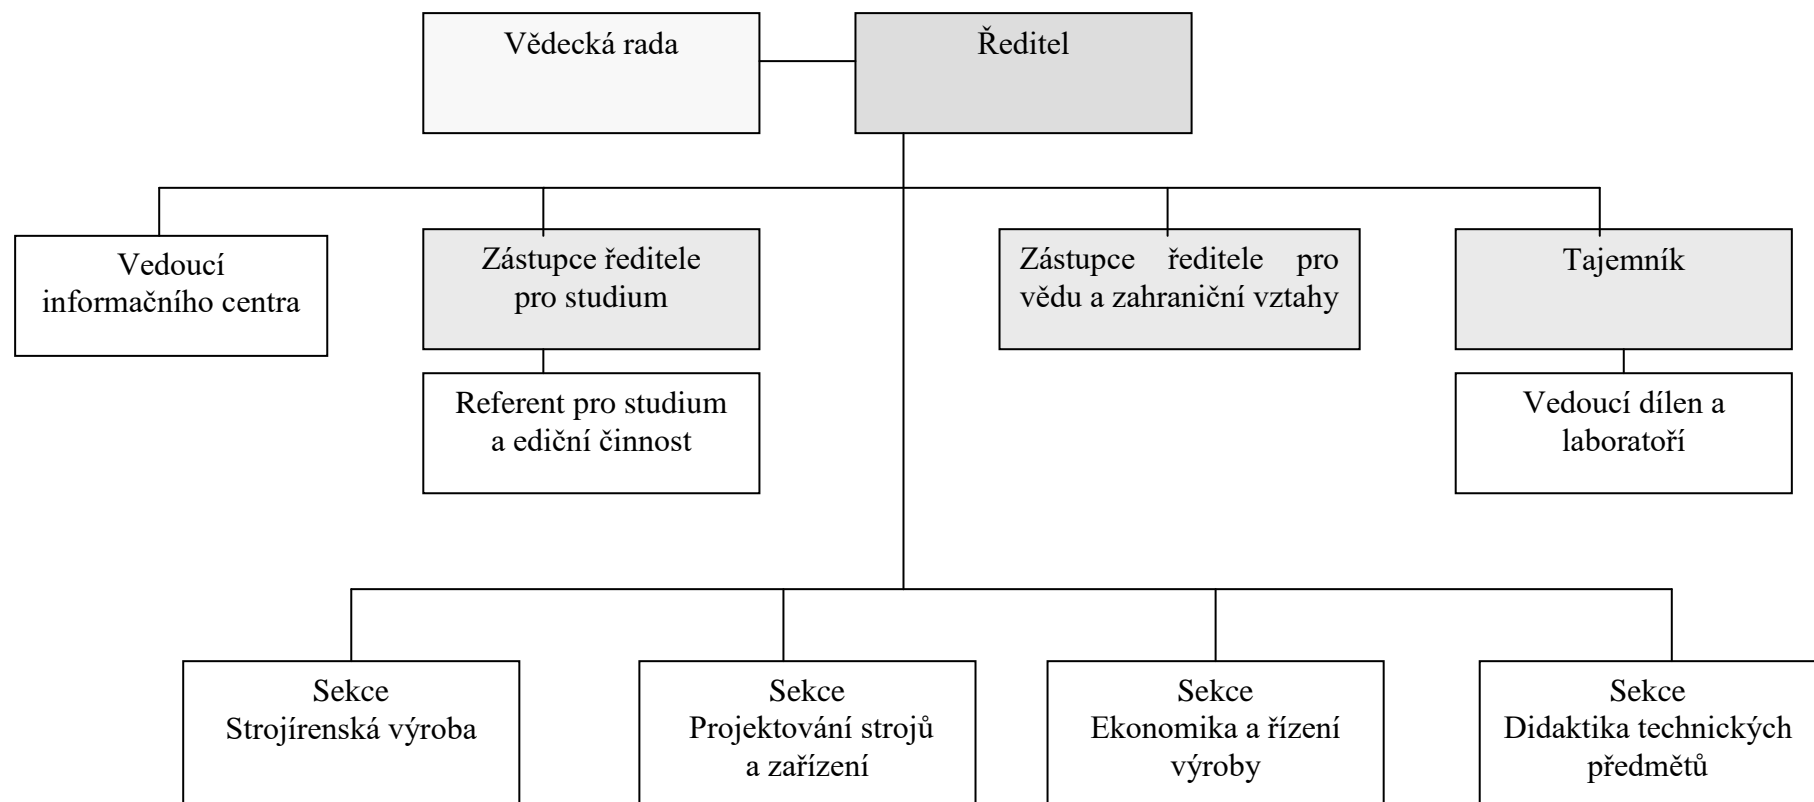 Vědecká rada
Ředitel
Vedoucí
informačního centra
Zástupce ředitele
pro studium
Zástupce ředitele pro
vědu a zahraniční vztahy
Tajemník
Referent pro studium
a ediční činnost
Vedoucí dílen a
laboratoří
Sekce
Strojírenská výroba
Sekce
Projektování strojů
a zařízení
Sekce
Ekonomika a řízení
výroby
Sekce
Didaktika technických
předmětů